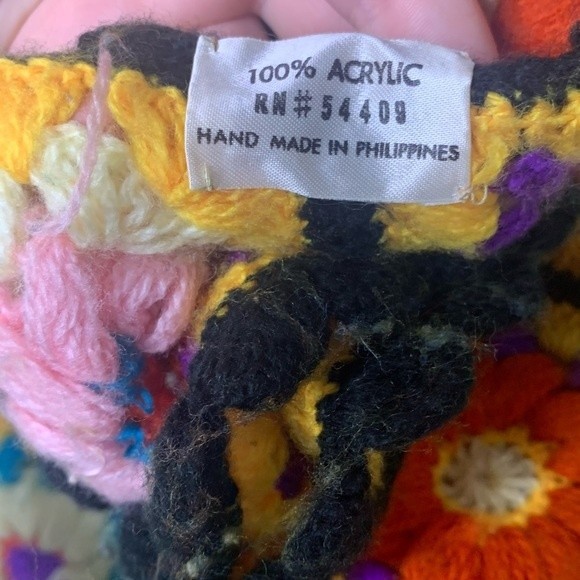 100% ACRYLIC
RN# 54409
HAND MADE IN PHILIPPINES